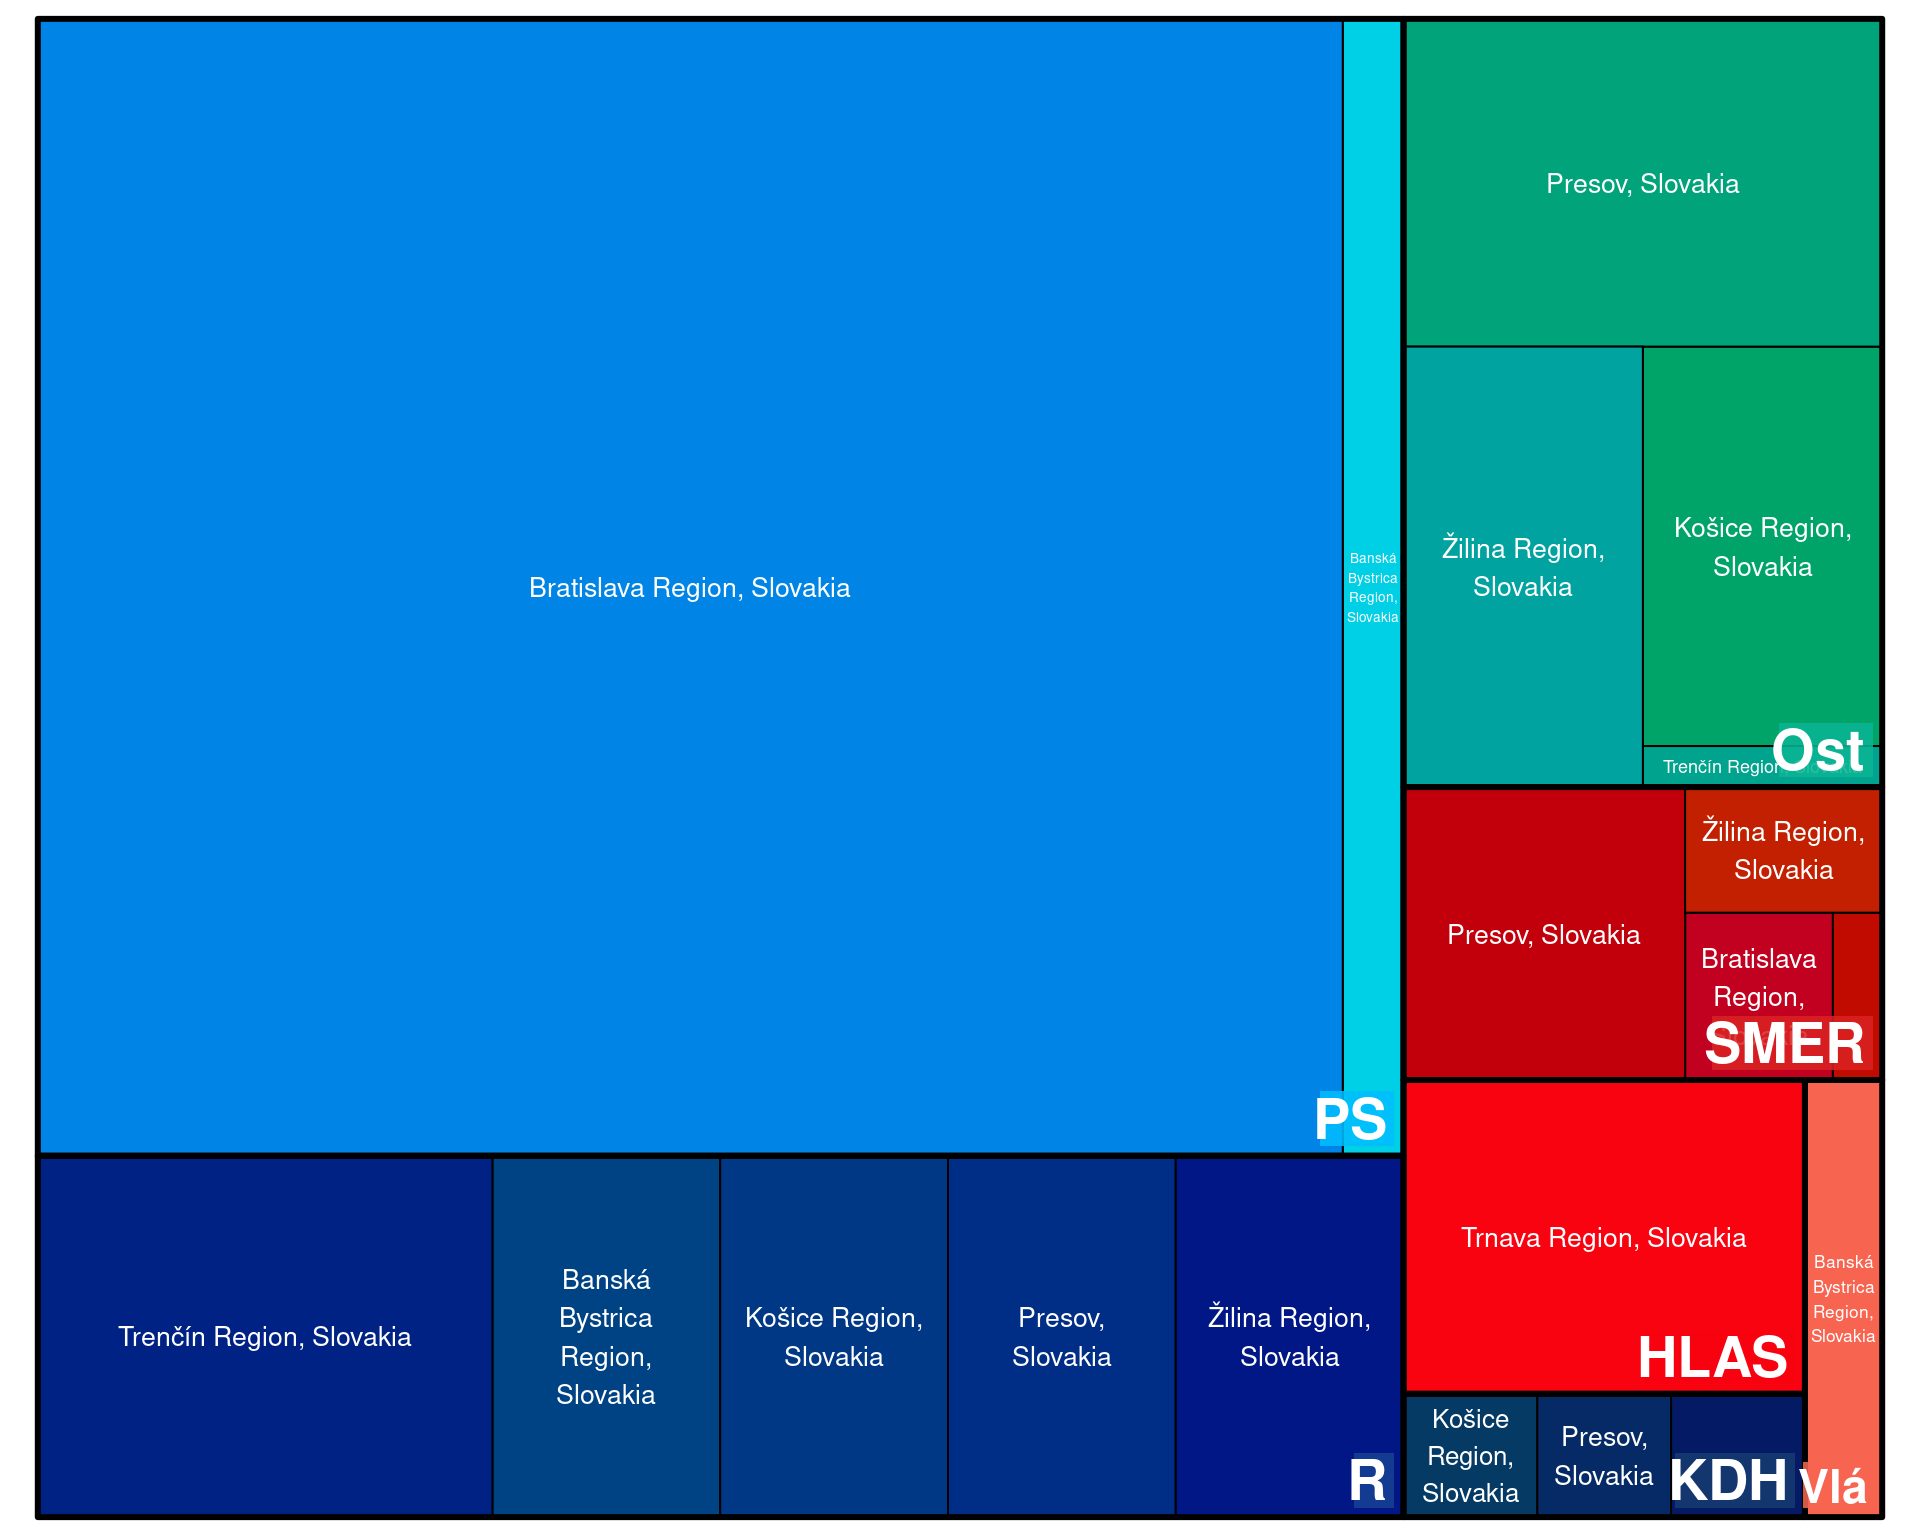 Bratislava Region, Slovakia
Banská
Bystrica
Region,
Slovakia
PS
Trenčín Region, Slovakia
Banská
Bystrica
Region,
Slovakia
Košice Region,
Slovakia
Presov,
Slovakia
Žilina Region,
Slovakia
R
Presov, Slovakia
Žilina Region,
Slovakia
Košice Region,
Slovakia
Trenčín Region, Slovakia
Ost
Presov, Slovakia
Žilina Region,
Slovakia
Bratislava
Region,
SMER
Trnava Region, Slovakia
HLAS
Banská
Bystrica
Region,
Slovakia
Vlá
Košice
Region,
Slovakia
Presov,
Slovakia
KDH